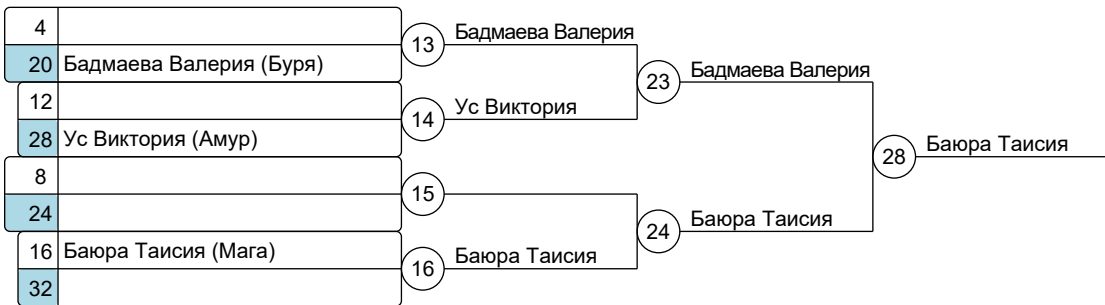 4
13
Бадмаева Валерия
20 Бадмаева Валерия (Буря)
23
Бадмаева Валерия
12
14
Ус Виктория
28 Ус Виктория (Амур)
28
Баюра Таисия
8
15
24
24
Баюра Таисия
16 Баюра Таисия (Мага)
16
Баюра Таисия
32